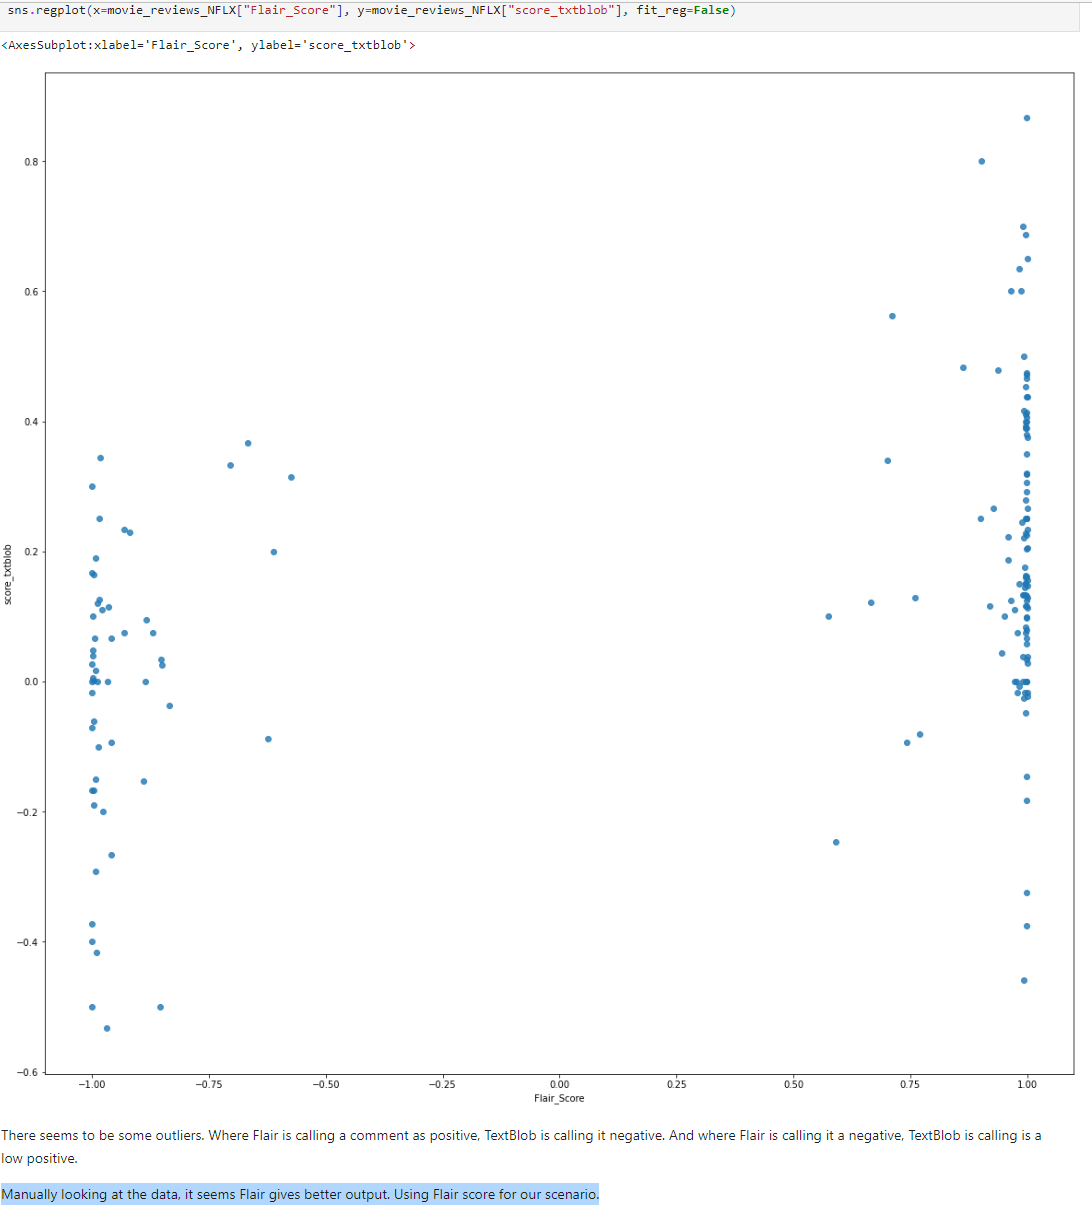 sns.regplot(x=movie_reviews_NFLX["Flair_Score"], y=movie_reviews_NFLX["score_txtblob"], fit_reg=False)
<AxesSubplot:xlabel='Flair_Score', ylabel='score_txtblob'>
0.8
0.6
0.4
0.2
0.0
−0.2
−0.4
−0.6
score_txtblob
−1.00 −0.75 −0.50 −0.25 0.00 0.25 0.50 0.75 1.00
Flair_Score
There seems to be some outliers. Where Flair is calling a comment as positive, TextBlob is calling it negative. And where Flair is calling it a negative, TextBlob is calling is a
low positive.
Manually looking at the data, it seems Flair gives better output. Using Flair score for our scenario.